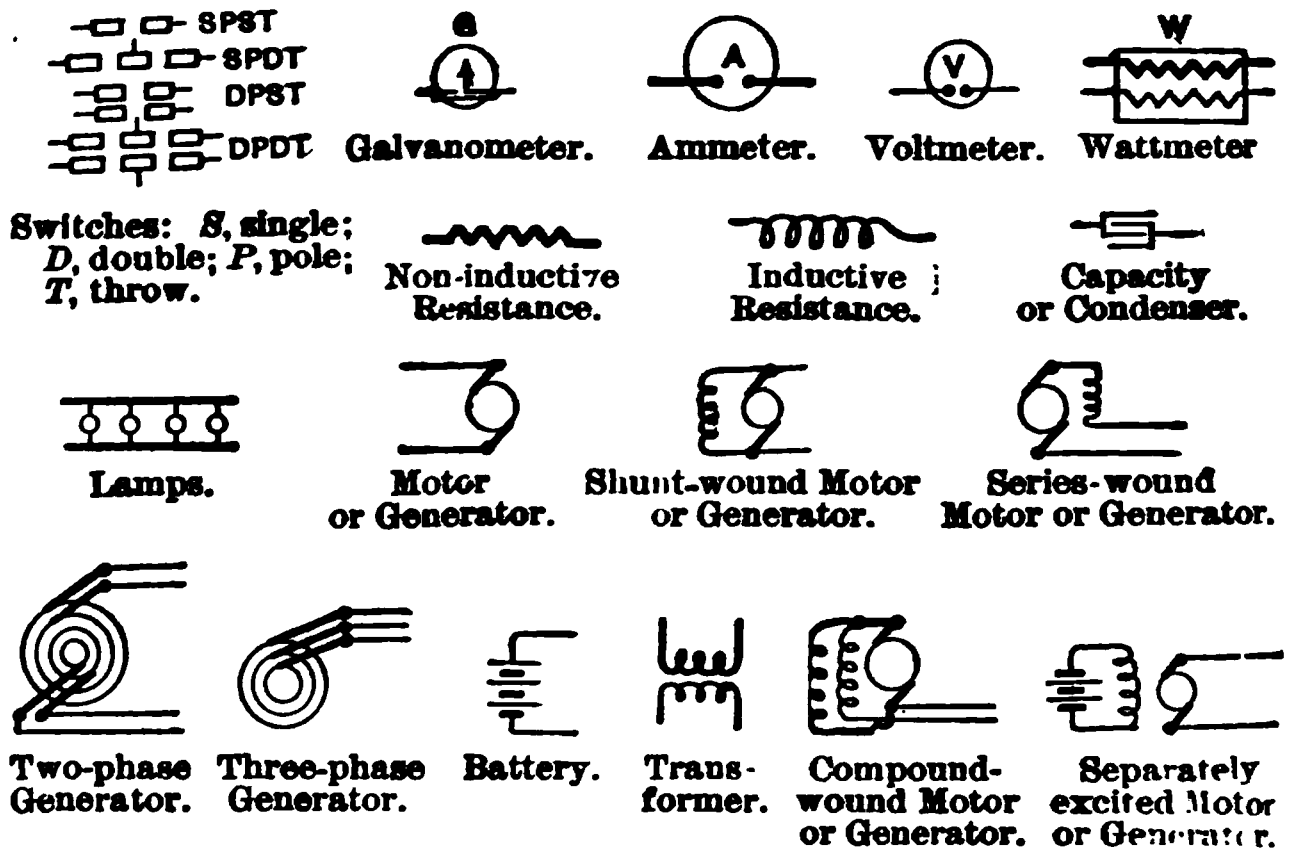 SPST
SPDT
DPST
DPDT
G
Galvanometer.
A
Ammeter.
V
Voltmeter.
W
Wattmeter
Switches: S, single;
D, double; P, pole;
T, throw.
Non-inductive
Resistance.
Inductive
Resistance.
Capacity
or Condenser.
Lamps.
Motor
or Generator.
Shunt-wound Motor
or Generator.
Series-wound
Motor or Generator.
Two-phase
Generator.
Three-phase
Generator.
Battery.
Trans-
former.
Compound-
wound Motor
or Generator.
Separately
excited Motor
or Generator.